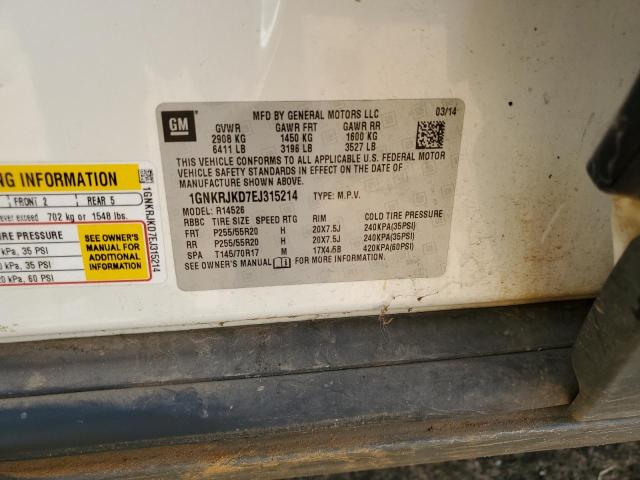 GM
MFD BY GENERAL MOTORS LLC 03/14
GVWR GAWR FRT GAWR RR
2908 KG 1450 KG 1600 KG
6411 LB 3196 LB 3527 LB
THIS VEHICLE CONFORMS TO ALL APPLICABLE U.S. FEDERAL MOTOR
VEHICLE SAFETY STANDARDS IN EFFECT ON THE DATE OF
MANUFACTURE SHOWN ABOVE.
1GNKRJKD7EJ315214 TYPE: M.P.V.
MODEL: R14526
RBBC TIRE SIZE SPEED RTG RIM COLD TIRE PRESSURE
FRT P255/55R20 H 20X7.5J 240KPA(35PSI)
RR P255/55R20 H 20X7.5J 240KPA(35PSI)
SPA T145/70R17 M 17X4.6B 420KPA(60PSI)
SEE OWNER'S MANUAL FOR MORE INFORMATION.
NG INFORMATION
FRONT 2 REAR 5
ever exceed 702 kg or 1548 lbs.
RE PRESSURE
kPa, 35 PSI
0 kPa, 35 PSI
20 kPa, 60 PSI
SEE OWNER'S
MANUAL FOR
ADDITIONAL
INFORMATION
1GNKRJKD7EJ315214